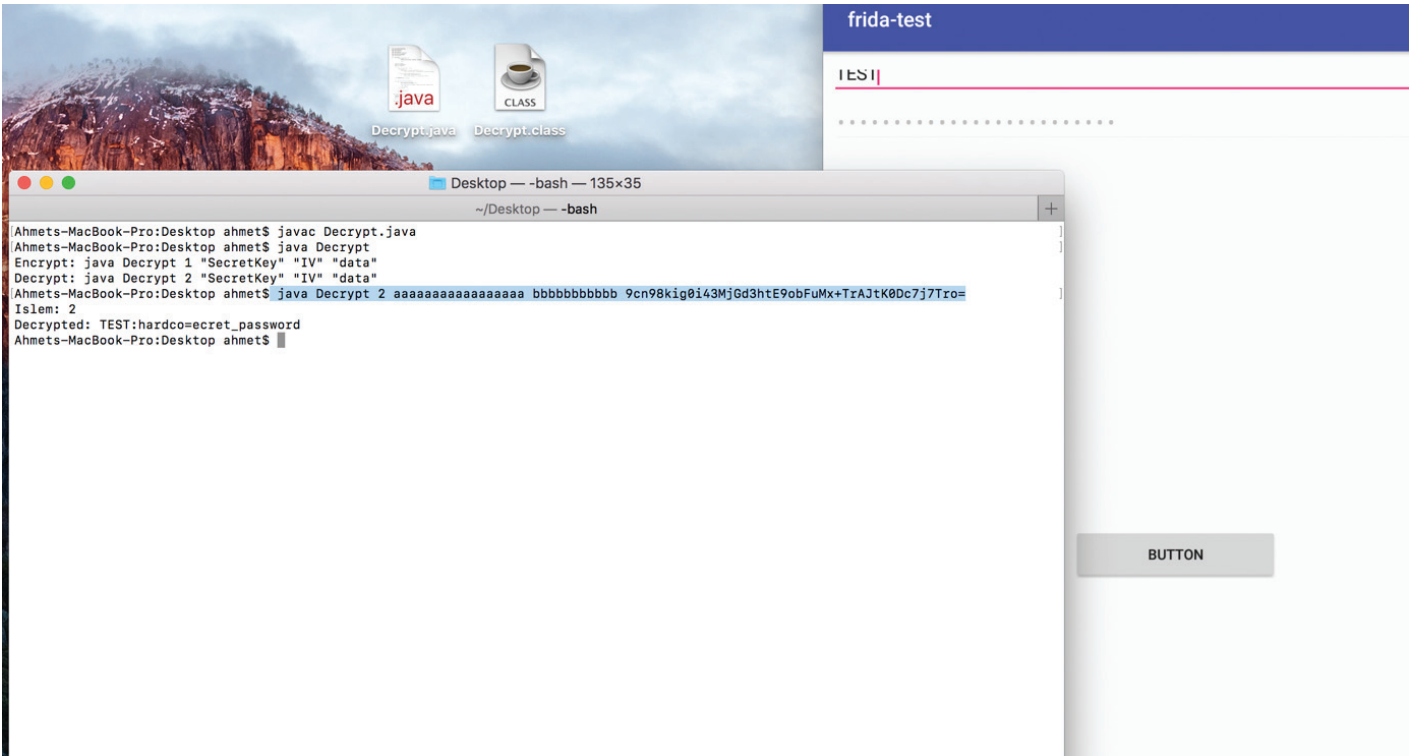 frida-test
TEST
.java
CLASS
Decrypt.java
Decrypt.class
Desktop — -bash — 135×35
~/Desktop — -bash
+
[Ahmets-MacBook-Pro:Desktop ahmet$ javac Decrypt.java ]
[Ahmets-MacBook-Pro:Desktop ahmet$ java Decrypt ]
Encrypt: java Decrypt 1 "SecretKey" "IV" "data"
Decrypt: java Decrypt 2 "SecretKey" "IV" "data"
[Ahmets-MacBook-Pro:Desktop ahmet$ java Decrypt 2 aaaaaaaaaaaaaaaaa bbbbbbbbbbb 9cn98kig0i43MjGd3htE9obFuMx+TrAJtK0Dc7j7Tro= ]
Islem: 2
Decrypted: TEST:hardco=ecret_password
Ahmets-MacBook-Pro:Desktop ahmet$
BUTTON